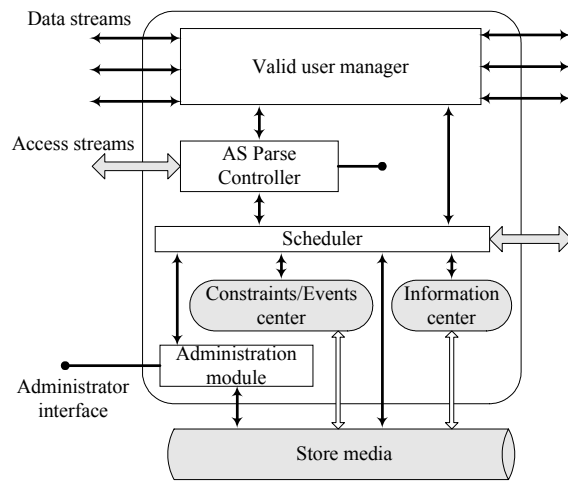 Data streams
Valid user manager
Access streams
AS Parse
Controller
Scheduler
Constraints/Events
center
Information
center
Administration
module
Administrator
interface
Store media